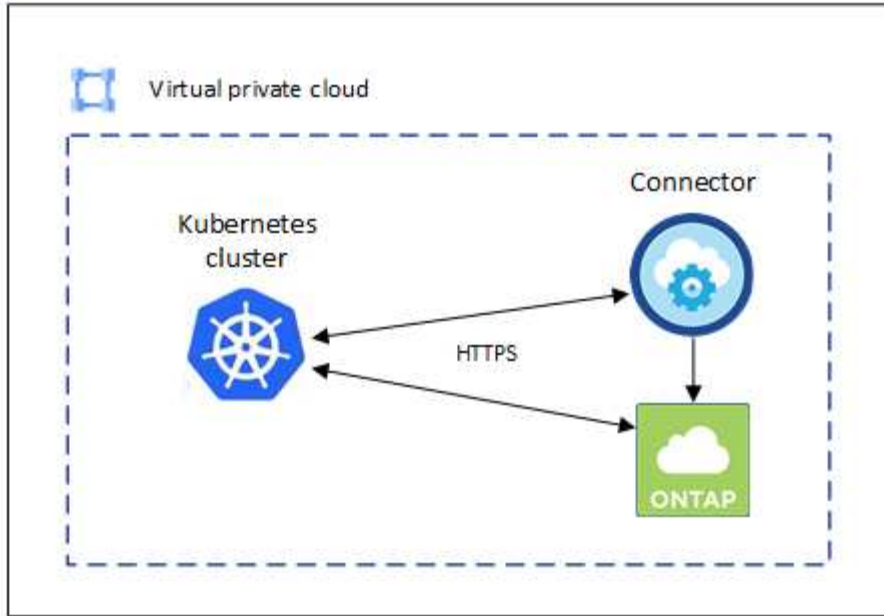 Virtual private cloud
Connector
Kubernetes
cluster
HTTPS
ONTAP